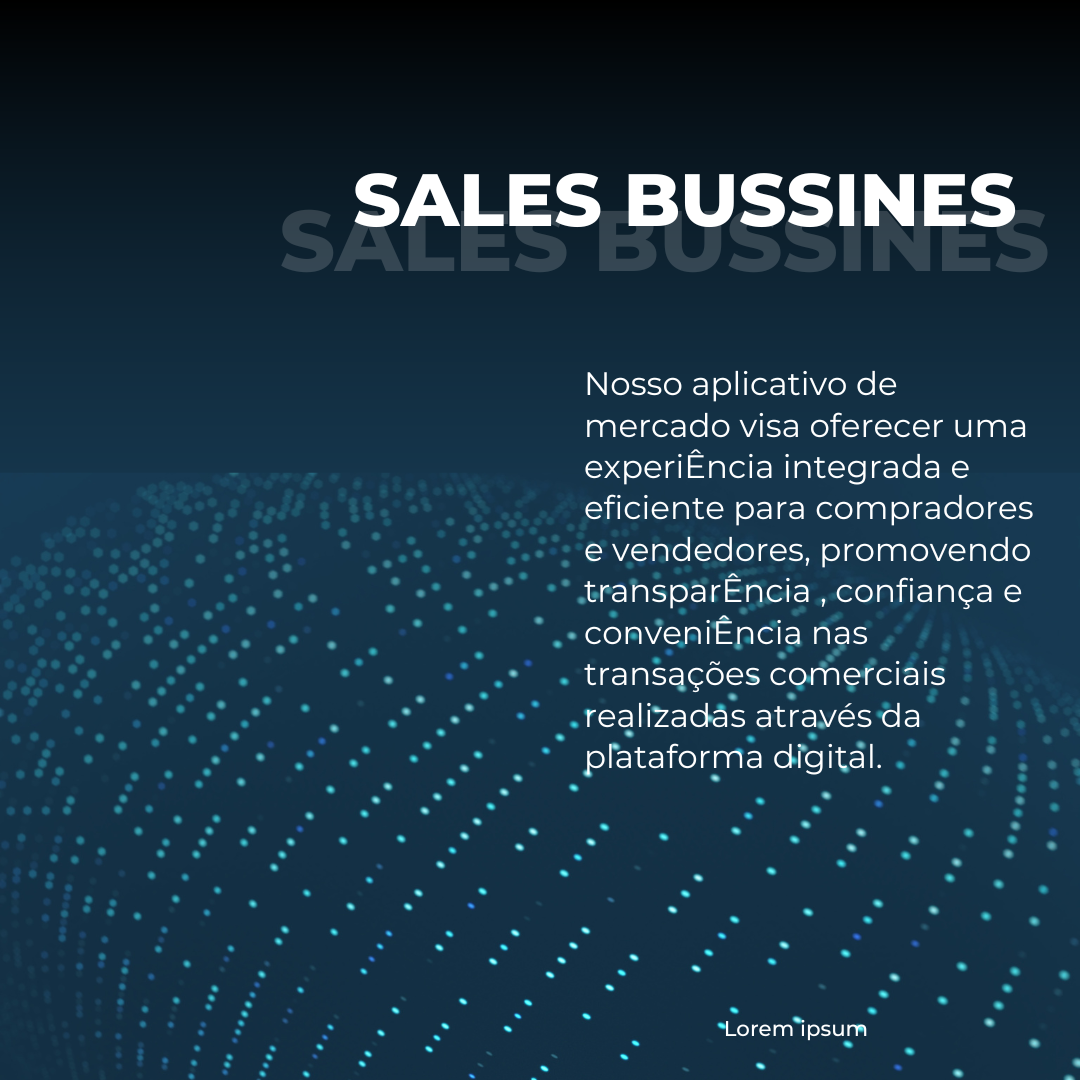 SALES BUSSINES
SALES BUSSINES
Nosso aplicativo de
mercado visa oferecer uma
experiÊncia integrada e
eficiente para compradores
e vendedores, promovendo
transparÊncia , confiança e
conveniÊncia nas
transações comerciais
realizadas através da
plataforma digital.
Lorem ipsum